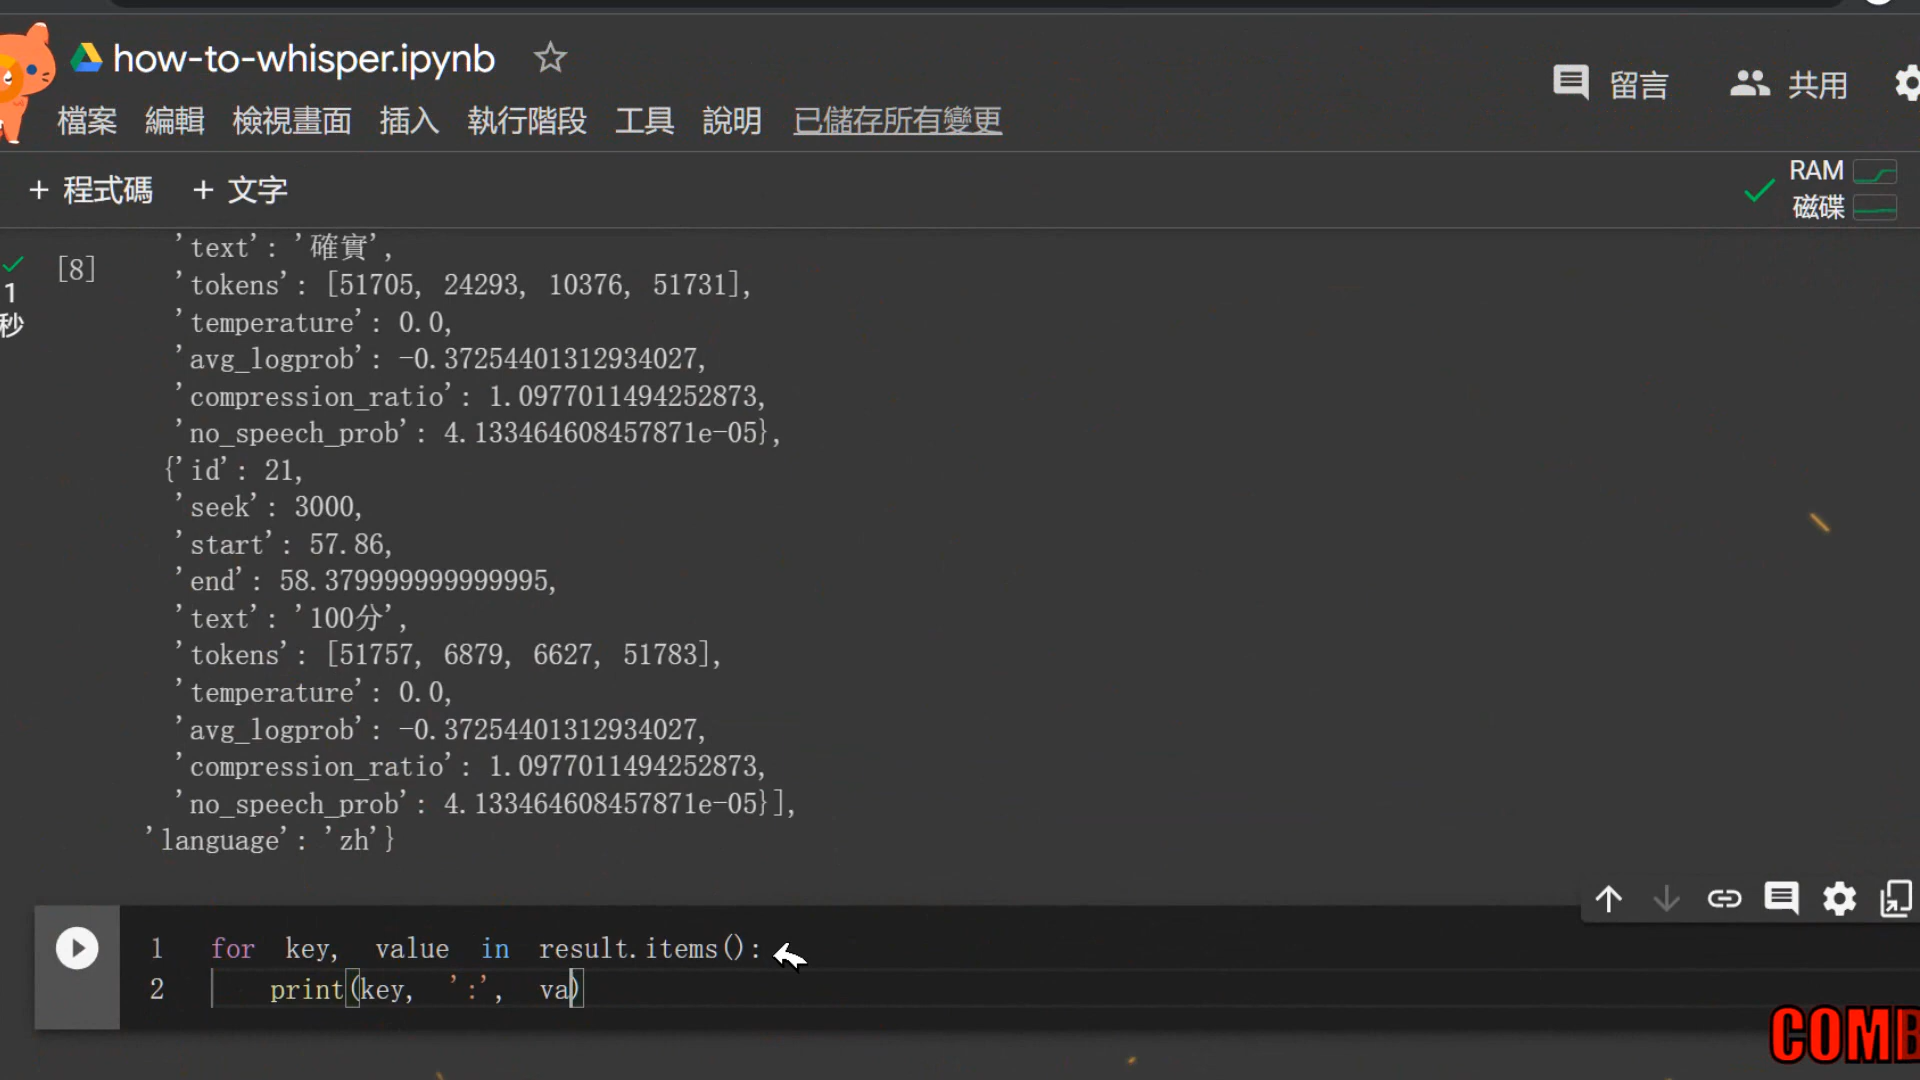 how-to-whisper.ipynb
留言 共用
檔案 編輯 檢視畫面 插入 執行階段 工具 說明 已儲存所有變更
+ 程式碼 + 文字
RAM
磁碟
[8]
1
秒
'text': '確實',
'tokens': [51705, 24293, 10376, 51731],
'temperature': 0.0,
'avg_logprob': -0.37254401312934027,
'compression_ratio': 1.0977011494252873,
'no_speech_prob': 4.133464608457871e-05},
{'id': 21,
'seek': 3000,
'start': 57.86,
'end': 58.379999999999995,
'text': '100分',
'tokens': [51757, 6879, 6627, 51783],
'temperature': 0.0,
'avg_logprob': -0.37254401312934027,
'compression_ratio': 1.0977011494252873,
'no_speech_prob': 4.133464608457871e-05}],
'language': 'zh'}
1 for key, value in result.items():
2 print(key, ':', va)
COMB